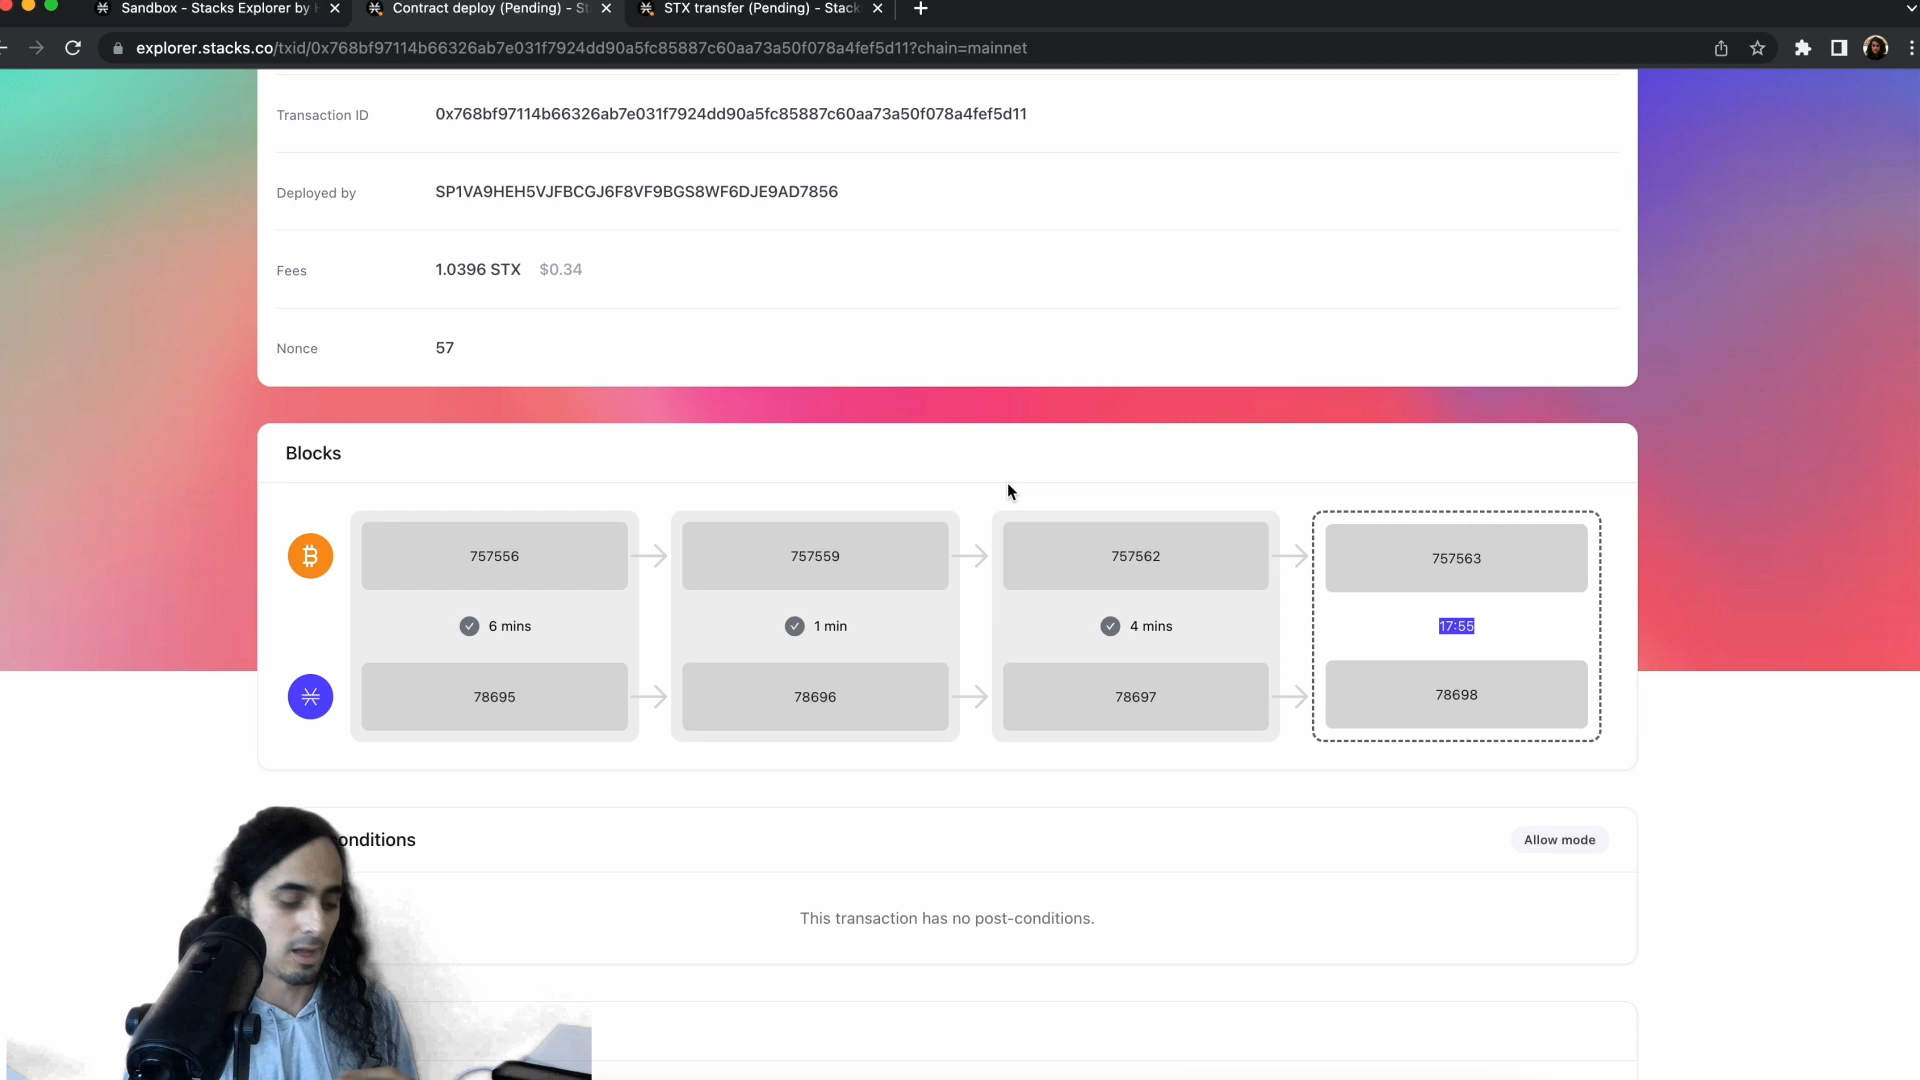 Sandbox - Stacks Explorer by
Contract deploy (Pending) - St
STX transfer (Pending) - Stack
explorer.stacks.co/txid/0x768bf97114b66326ab7e031f7924dd90a5fc85887c60aa73a50f078a4fef5d11?chain=mainnet
Transaction ID 0x768bf97114b66326ab7e031f7924dd90a5fc85887c60aa73a50f078a4fef5d11
Deployed by SP1VA9HEH5VJFBCGJ6F8VF9BGS8WF6DJE9AD7856
Fees 1.0396 STX $0.34
Nonce 57
Blocks
757556 757559 757562 757563
6 mins 1 min 4 mins 17:55
78695 78696 78697 78698
onditions Allow mode
This transaction has no post-conditions.